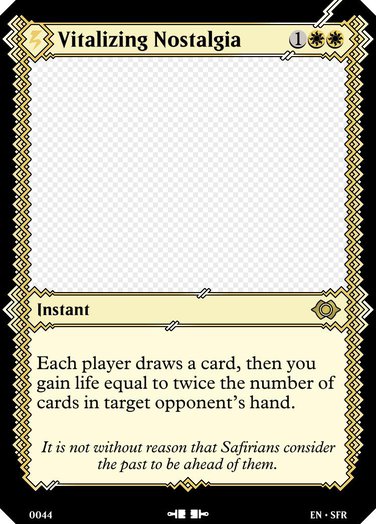 Vitalizing Nostalgia 1
Instant
Each player draws a card, then you
gain life equal to twice the number of
cards in target opponent's hand.
It is not without reason that Safirians consider
the past to be ahead of them.
0044 EN • SFR